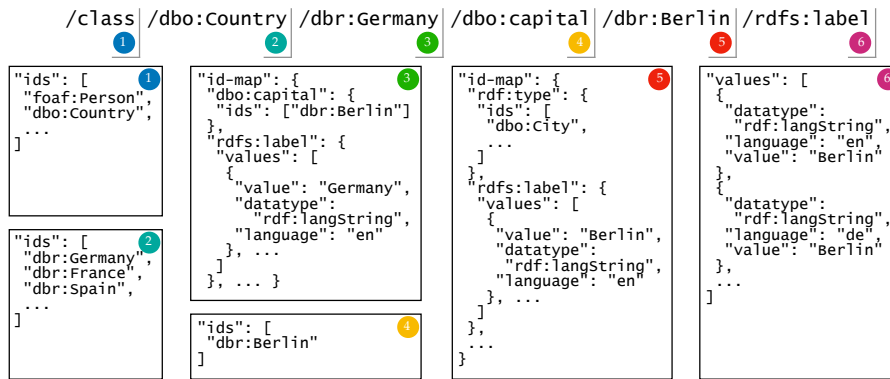 /class /dbo:Country /dbr:Germany /dbo:capital /dbr:Berlin /rdfs:label
1 2 3 4 5 6
1
"ids": [
"foaf:Person",
"dbo:Country",
...
]
2
"ids": [
"dbr:Germany",
"dbr:France",
"dbr:Spain",
...
]
3
"id-map": {
"dbo:capital": {
"ids": ["dbr:Berlin"]
},
"rdfs:label": {
"values": [
{
"value": "Germany",
"datatype":
"rdf:langString",
"language": "en"
}, ...
]
}, ... }
4
"ids": [
"dbr:Berlin"
]
5
"id-map": {
"rdf:type": {
"ids": [
"dbo:City",
...
]
},
"rdfs:label": {
"values": [
{
"value": "Berlin",
"datatype":
"rdf:langString",
"language": "en"
}, ...
]
},
...
}
6
"values": [
{
"datatype":
"rdf:langString",
"language": "en",
"value": "Berlin"
},
{
"datatype":
"rdf:langString",
"language": "de",
"value": "Berlin"
},
...
]